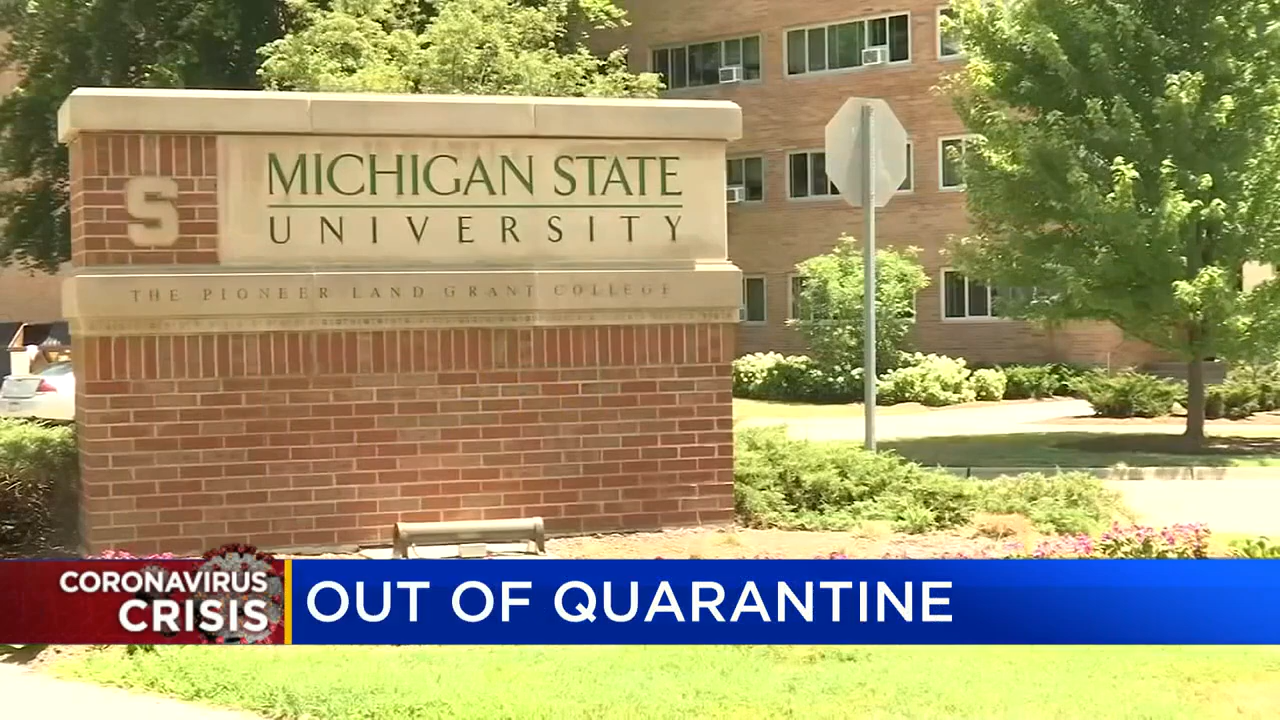 S
MICHIGAN STATE
UNIVERSITY
THE PIONEER LAND GRANT COLLEGE
CORONAVIRUS
CRISIS
OUT OF QUARANTINE